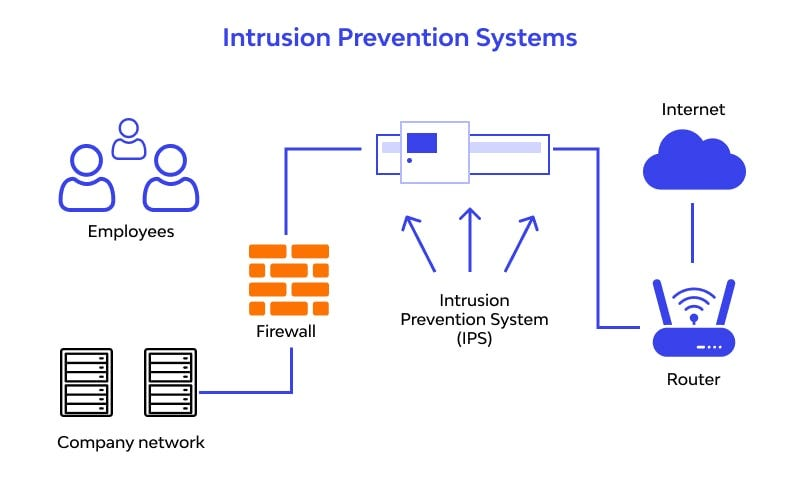 Intrusion Prevention Systems
Internet
Employees
Intrusion
Prevention System
(IPS)
Firewall
Router
Company network